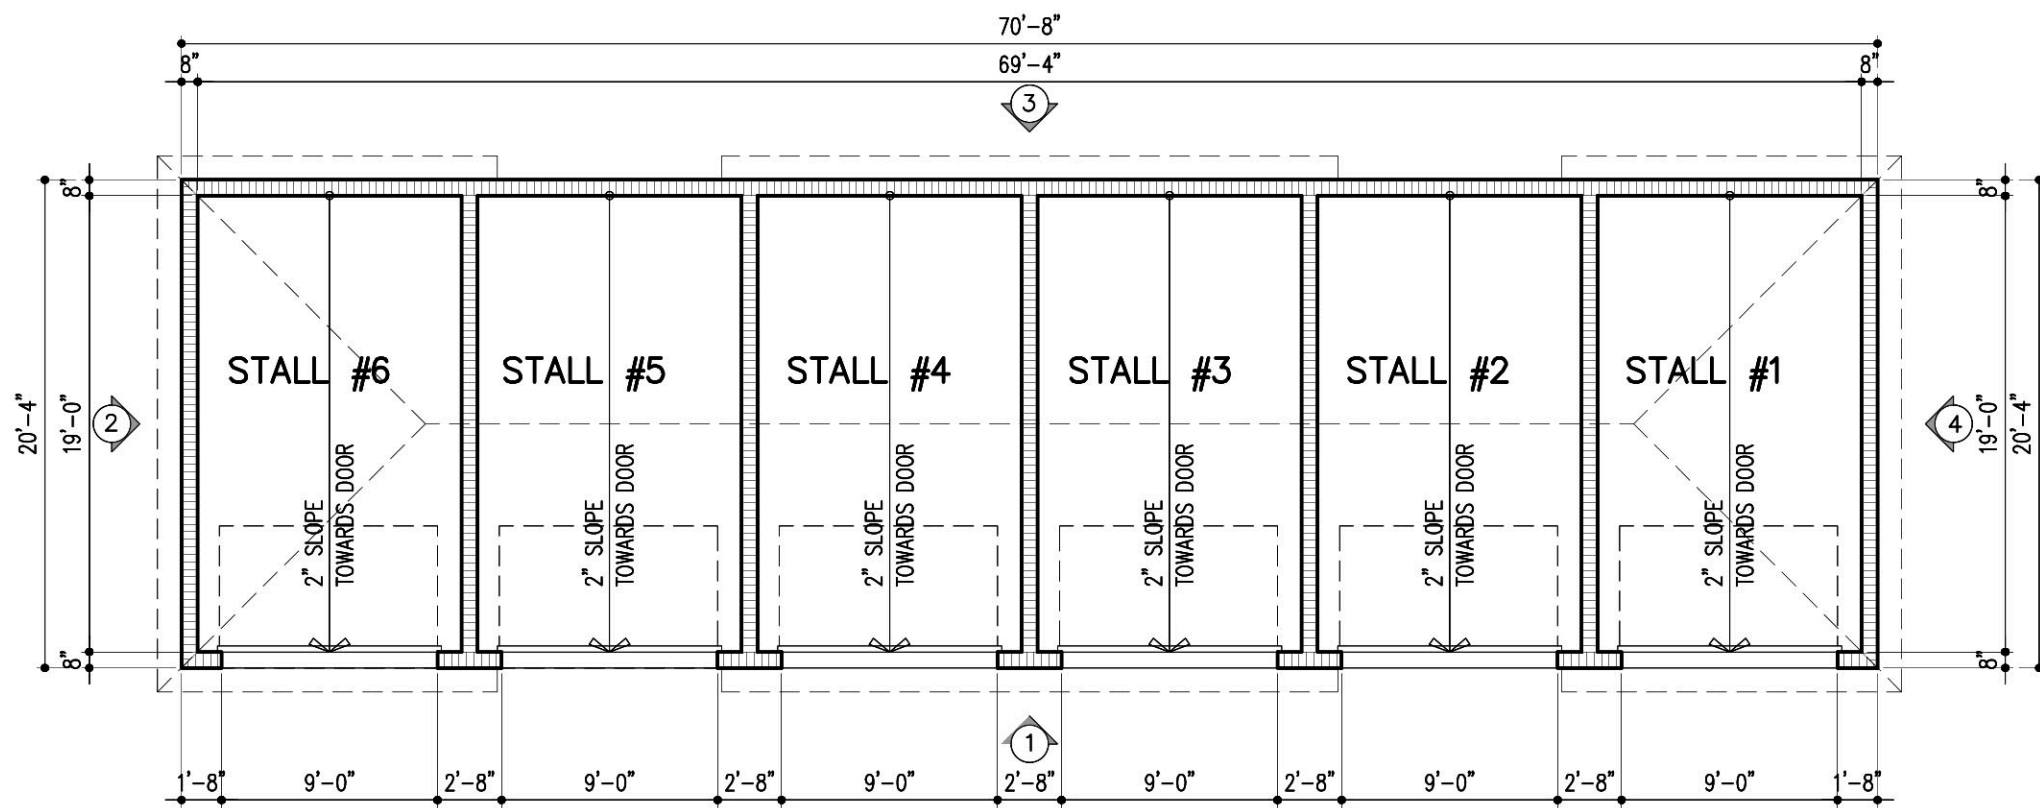 70'-8"
8" 69'-4" 8"
3
8" 8"
STALL #6 STALL #5 STALL #4 STALL #3 STALL #2 STALL #1
20'-4" 19'-0" 2 4 19'-0" 20'-4"
2" SLOPE
TOWARDS DOOR
2" SLOPE
TOWARDS DOOR
2" SLOPE
TOWARDS DOOR
2" SLOPE
TOWARDS DOOR
2" SLOPE
TOWARDS DOOR
2" SLOPE
TOWARDS DOOR
8" 8"
1
1'-8" 9'-0" 2'-8" 9'-0" 2'-8" 9'-0" 2'-8" 9'-0" 2'-8" 9'-0" 2'-8" 9'-0" 1'-8"